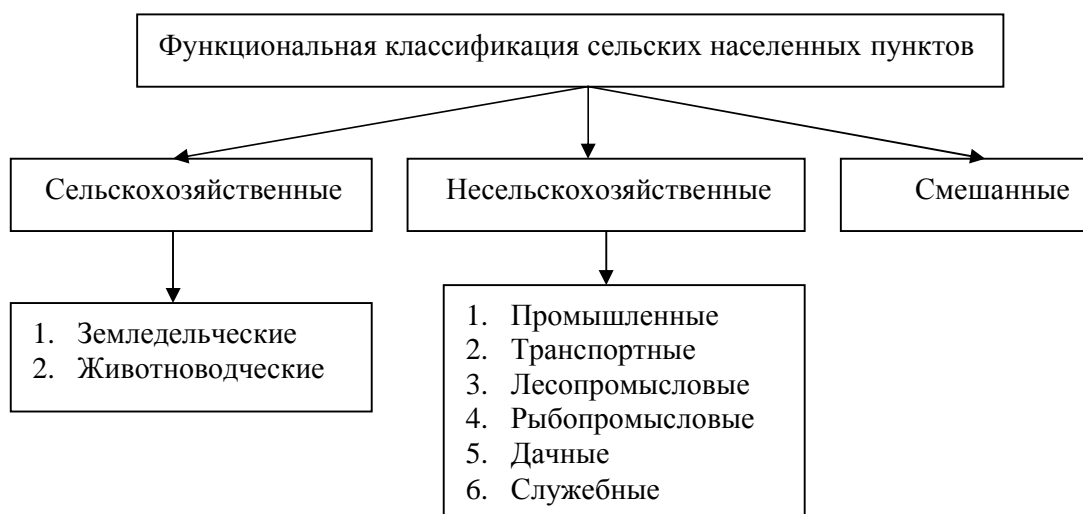 Функциональная классификация сельских населенных пунктов
Сельскохозяйственные
Несельскохозяйственные
Смешанные
1. Земледельческие
2. Животноводческие
1. Промышленные
2. Транспортные
3. Лесопромысловые
4. Рыбопромысловые
5. Дачные
6. Служебные